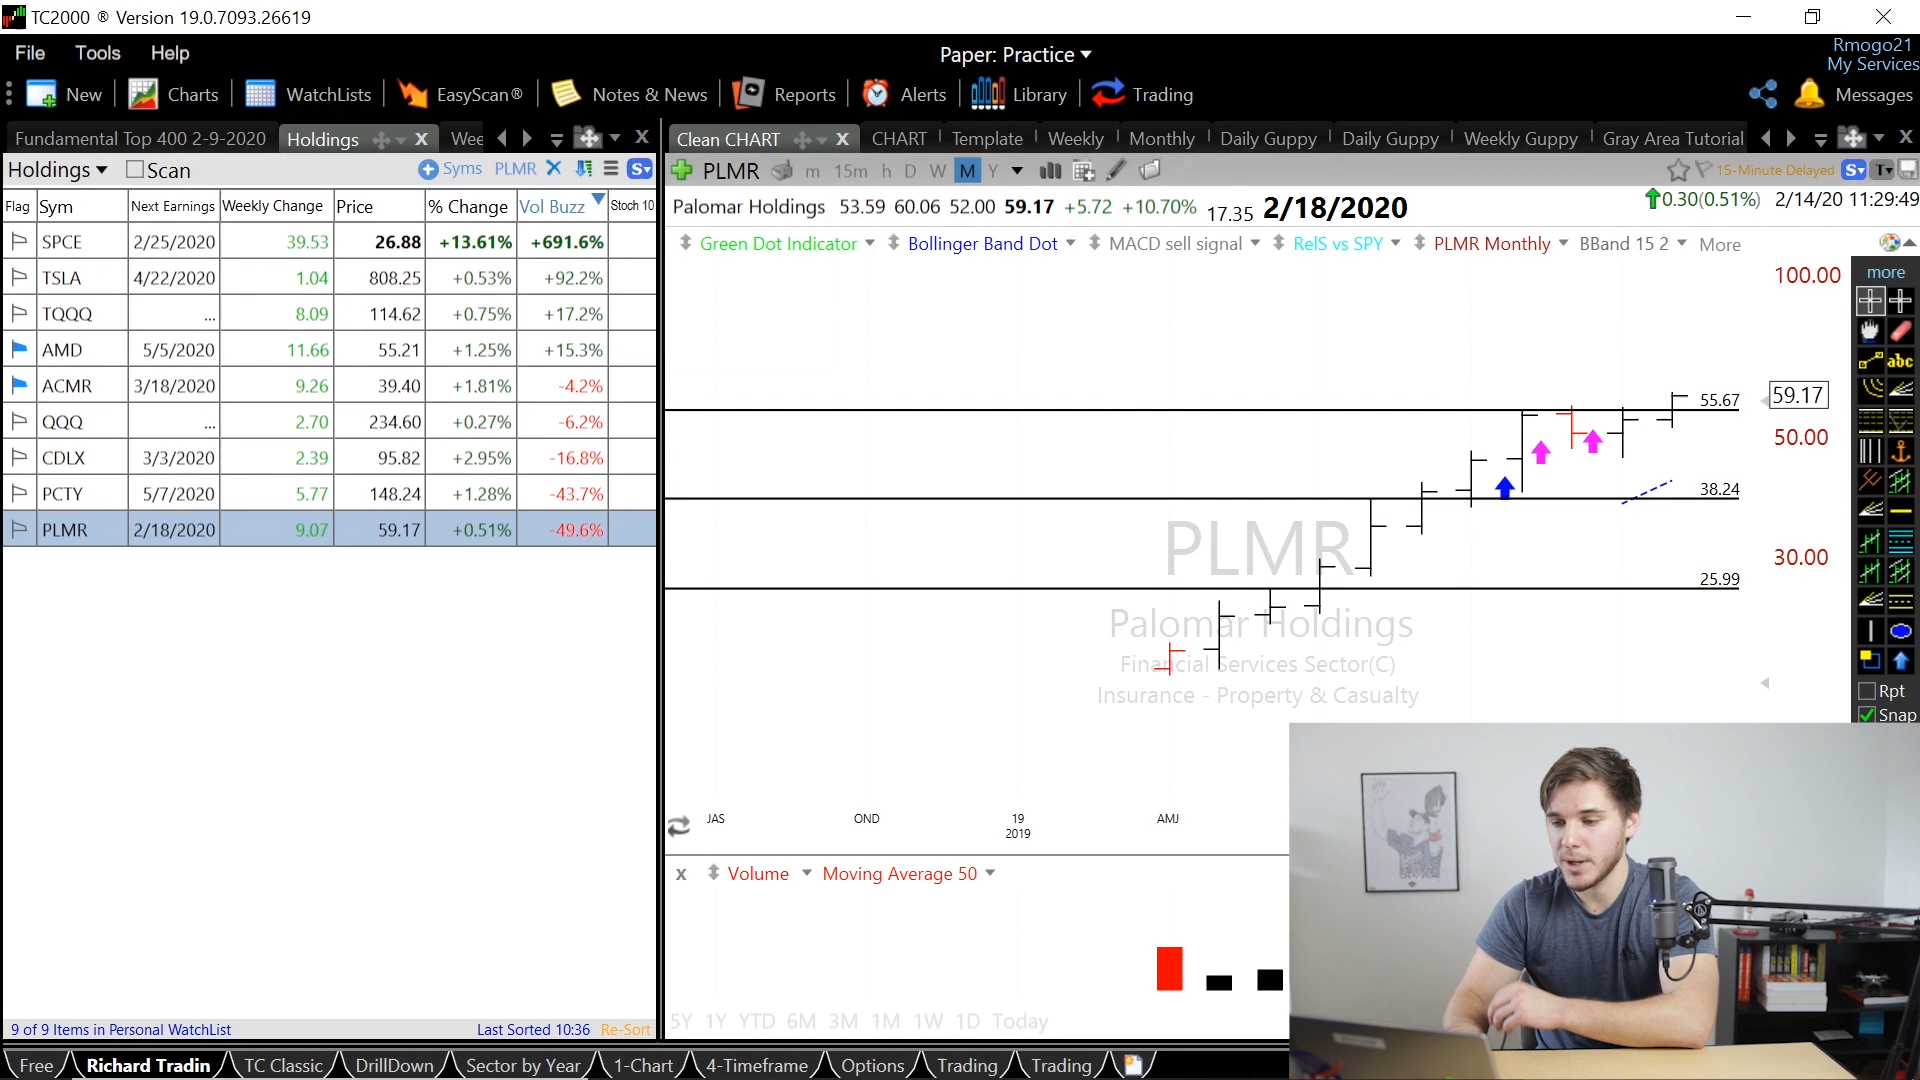 TC2000 ® Version 19.0.7093.26619
File Tools Help
Paper: Practice
Rmogo21
My Services
New Charts WatchLists EasyScan® Notes & News Reports Alerts Library Trading Messages
Fundamental Top 400 2-9-2020 Holdings X Wee X
Clean CHART X CHART Template Weekly Monthly Daily Guppy Daily Guppy Weekly Guppy Gray Area Tutorial X
Holdings Scan Syms PLMR S
PLMR m 15m h D W M Y 15-Minute Delayed S T
Flag Sym Next Earnings Weekly Change Price % Change Vol Buzz Stoch 10
Palomar Holdings 53.59 60.06 52.00 59.17 +5.72 +10.70% 17.35 2/18/2020 0.30(0.51%) 2/14/20 11:29:49
Green Dot Indicator Bollinger Band Dot MACD sell signal RelS vs SPY PLMR Monthly BBand 15 2 More
SPCE 2/25/2020 39.53 26.88 +13.61% +691.6%
TSLA 4/22/2020 1.04 808.25 +0.53% +92.2%
TQQQ ... 8.09 114.62 +0.75% +17.2%
AMD 5/5/2020 11.66 55.21 +1.25% +15.3%
ACMR 3/18/2020 9.26 39.40 +1.81% -4.2%
QQQ ... 2.70 234.60 +0.27% -6.2%
CDLX 3/3/2020 2.39 95.82 +2.95% -16.8%
PCTY 5/7/2020 5.77 148.24 +1.28% -43.7%
PLMR 2/18/2020 9.07 59.17 +0.51% -49.6%
100.00
more
abc
55.67 59.17
50.00
38.24
30.00
25.99
PLMR
Palomar Holdings
Financial Services Sector(C)
Insurance - Property & Casualty
Rpt
Snap
JAS OND 19 AMJ
2019
x Volume Moving Average 50
5Y 1Y YTD 6M 3M 1M 1W 1D Today
9 of 9 Items in Personal WatchList Last Sorted 10:36 Re-Sort
Free Richard Tradin TC Classic DrillDown Sector by Year 1-Chart 4-Timeframe Options Trading Trading